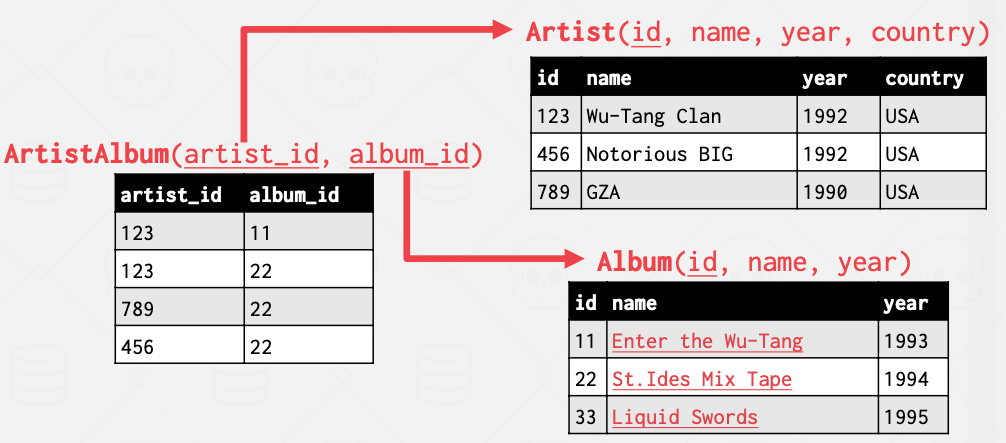 Artist(id, name, year, country)
id name year country
123 Wu-Tang Clan 1992 USA
456 Notorious BIG 1992 USA
789 GZA 1990 USA
ArtistAlbum(artist_id, album_id)
artist_id album_id
123 11
123 22
789 22
456 22
Album(id, name, year)
id name year
11 Enter the Wu-Tang 1993
22 St.Ides Mix Tape 1994
33 Liquid Swords 1995